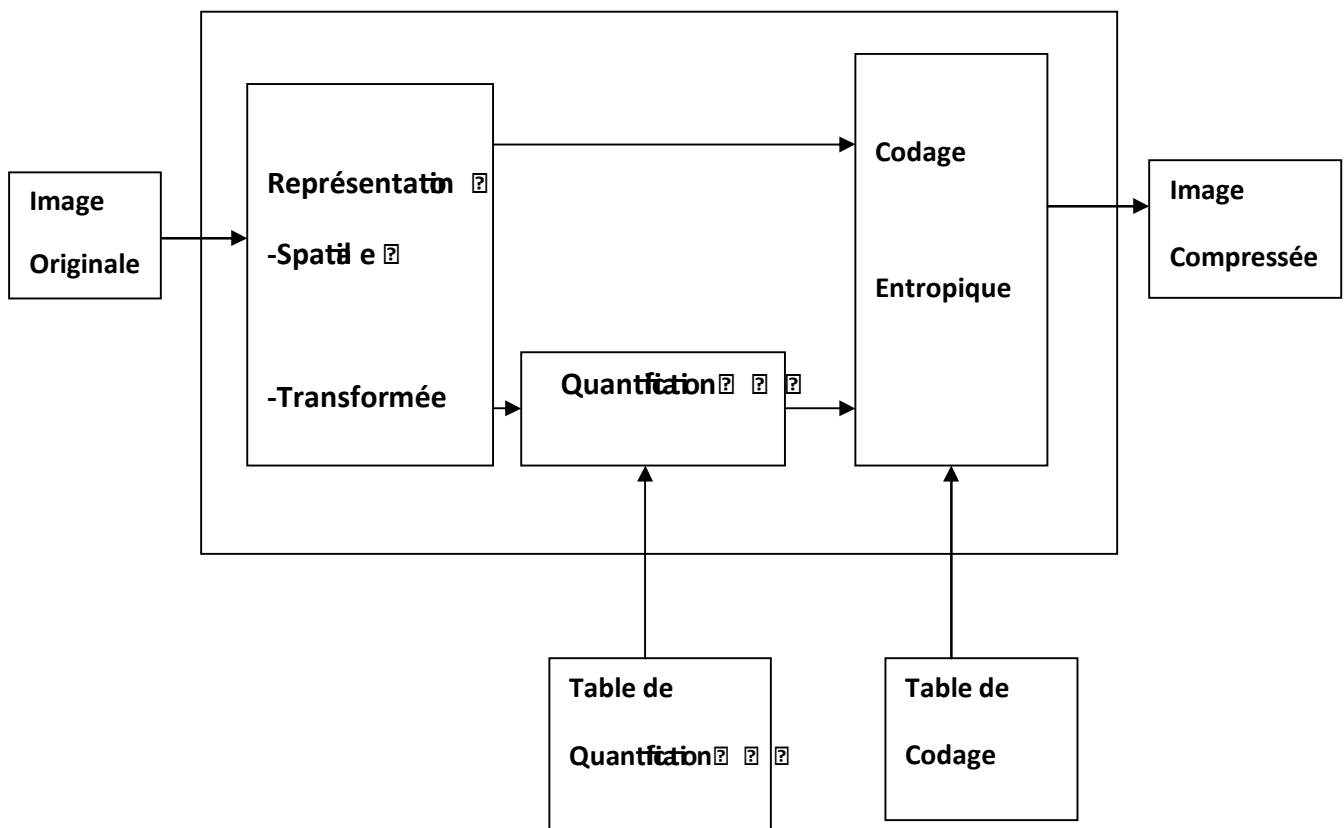 Image
Originale
Représentation
-Spatiale
-Transformée
Quantification
Codage
Entropique
Image
Compressée
Table de
Quantification
Table de
Codage